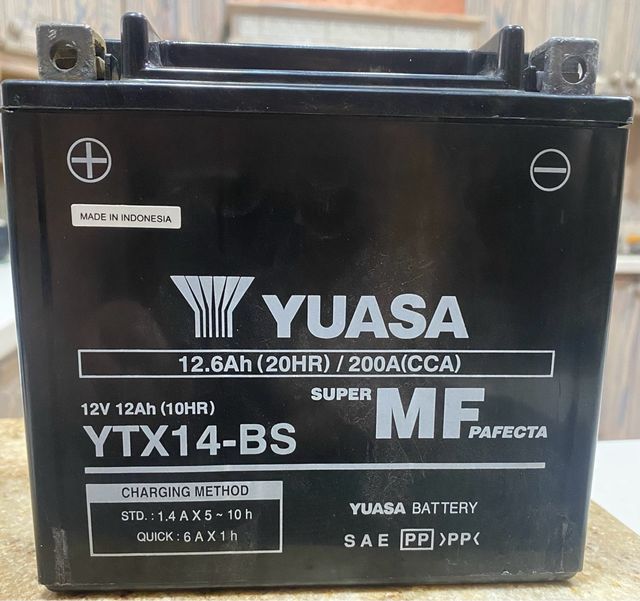 MADE IN INDONESIA
YUASA
12.6Ah (20HR) / 200A(CCA)
12V 12Ah (10HR)
YTX14-BS
SUPER MF PAFECTA
CHARGING METHOD
STD. : 1.4 A X 5 ~ 10 h
QUICK : 6 A X 1 h
YUASA BATTERY
SAE PP >PP<